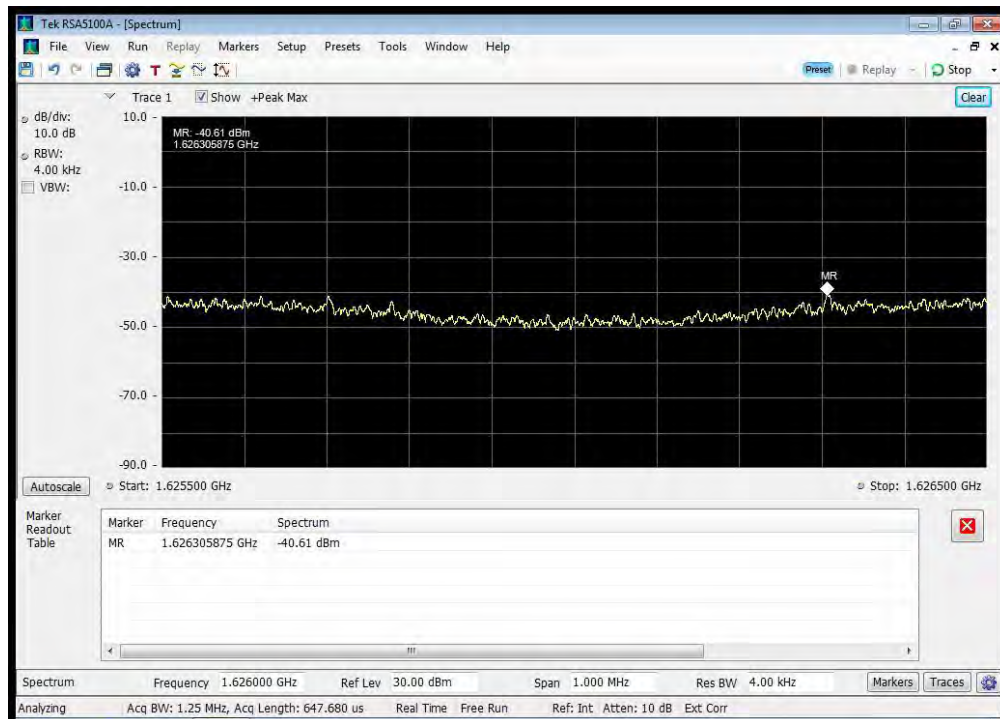 Tek RSA5100A - [Spectrum]
File View Run Replay Markers Setup Presets Tools Window Help
Preset Replay Stop
Trace 1 Show +Peak Max Clear
dB/div:
10.0 dB
RBW:
4.00 kHz
VBW:
10.0
MR: -40.61 dBm
1.626305875 GHz
-10.0
-30.0
MR
-50.0
-70.0
-90.0
Autoscale Start: 1.625500 GHz Stop: 1.626500 GHz
Marker
Readout
Table
Marker Frequency Spectrum
MR 1.626305875 GHz -40.61 dBm
Spectrum Frequency 1.626000 GHz Ref Lev 30.00 dBm Span 1.000 MHz Res BW 4.00 kHz Markers Traces
Analyzing Acq BW: 1.25 MHz, Acq Length: 647.680 us Real Time Free Run Ref: Int Atten: 10 dB Ext Corr